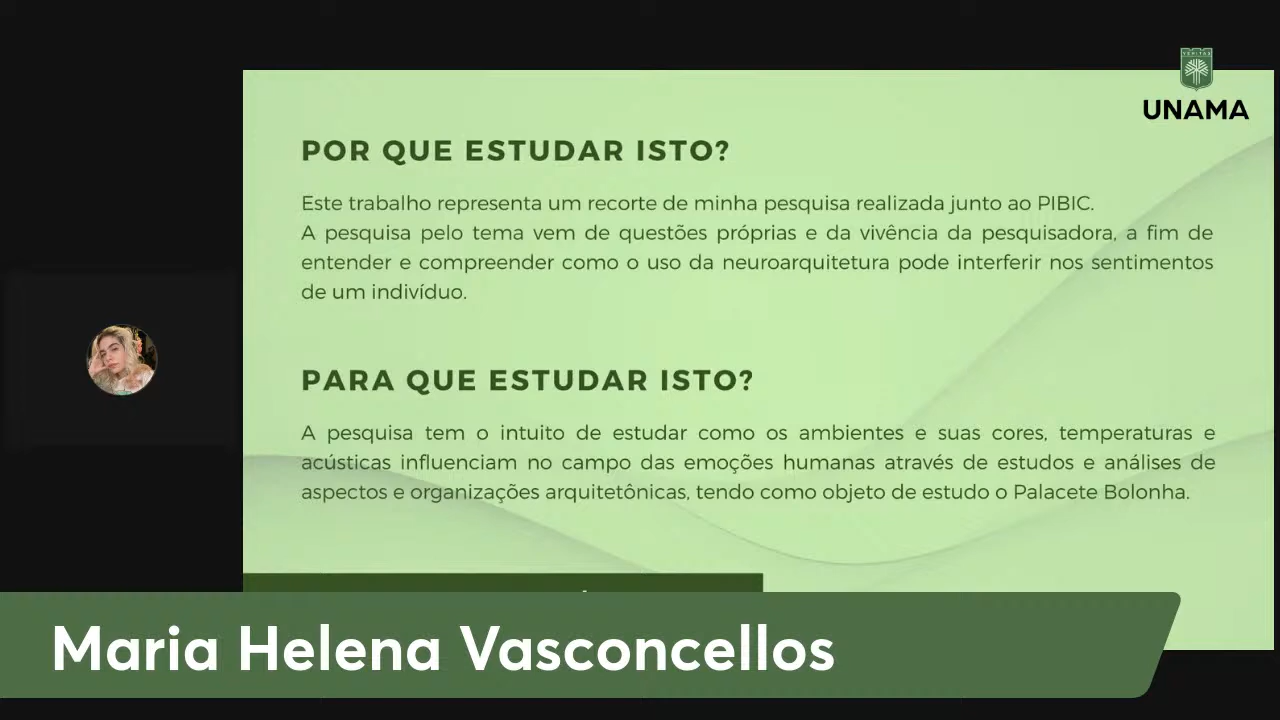 VERITAS
UNAMA
POR QUE ESTUDAR ISTO?
Este trabalho representa um recorte de minha pesquisa realizada junto ao PIBIC.
A pesquisa pelo tema vem de questões próprias e da vivência da pesquisadora, a fim de
entender e compreender como o uso da neuroarquitetura pode interferir nos sentimentos
de um indivíduo.
PARA QUE ESTUDAR ISTO?
A pesquisa tem o intuito de estudar como os ambientes e suas cores, temperaturas e
acústicas influenciam no campo das emoções humanas através de estudos e análises de
aspectos e organizações arquitetônicas, tendo como objeto de estudo o Palacete Bolonha.
Maria Helena Vasconcellos